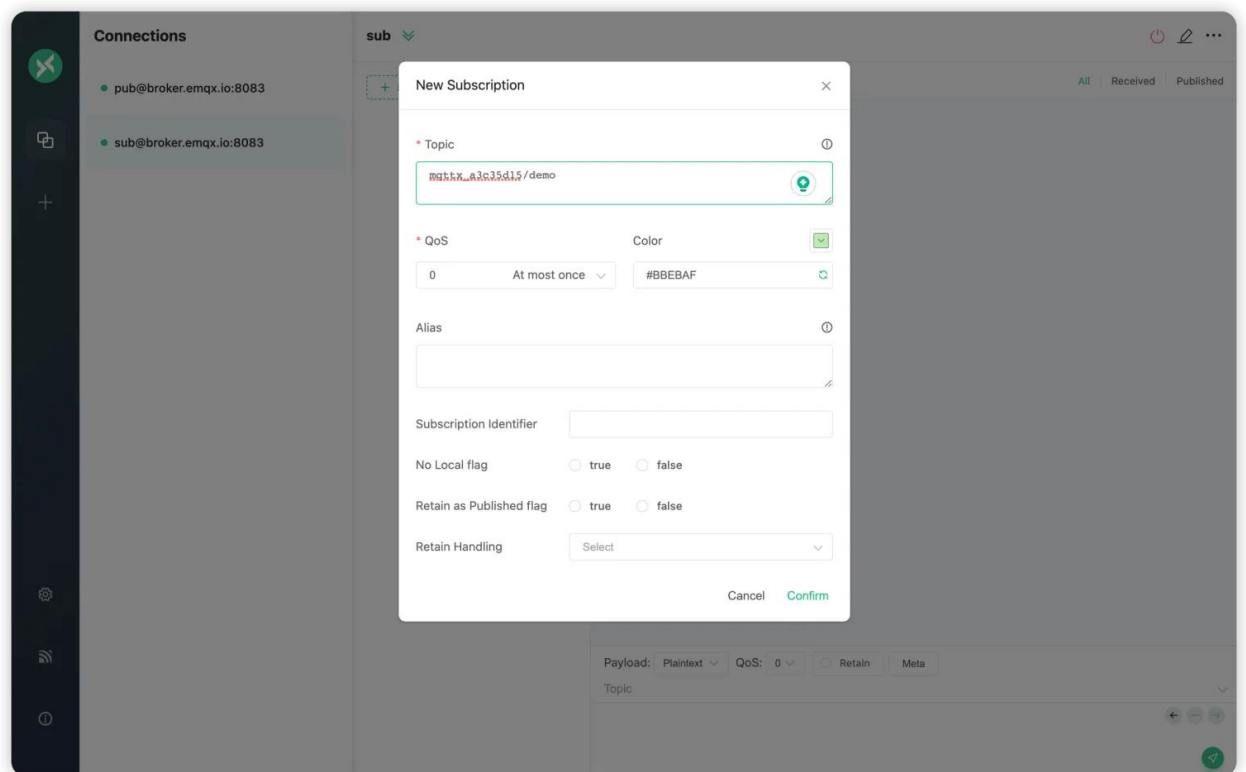 Connections
sub
pub@broker.emqx.io:8083
sub@broker.emqx.io:8083
All
Received
Published
New Subscription
* Topic
mqttx_a3c35d15/demo
* QoS
Color
0
At most once
#BBEBAF
Alias
Subscription Identifier
No Local flag
true
false
Retain as Published flag
true
false
Retain Handling
Select
Cancel
Confirm
Payload:
Plaintext
QoS:
0
Retain
Meta
Topic